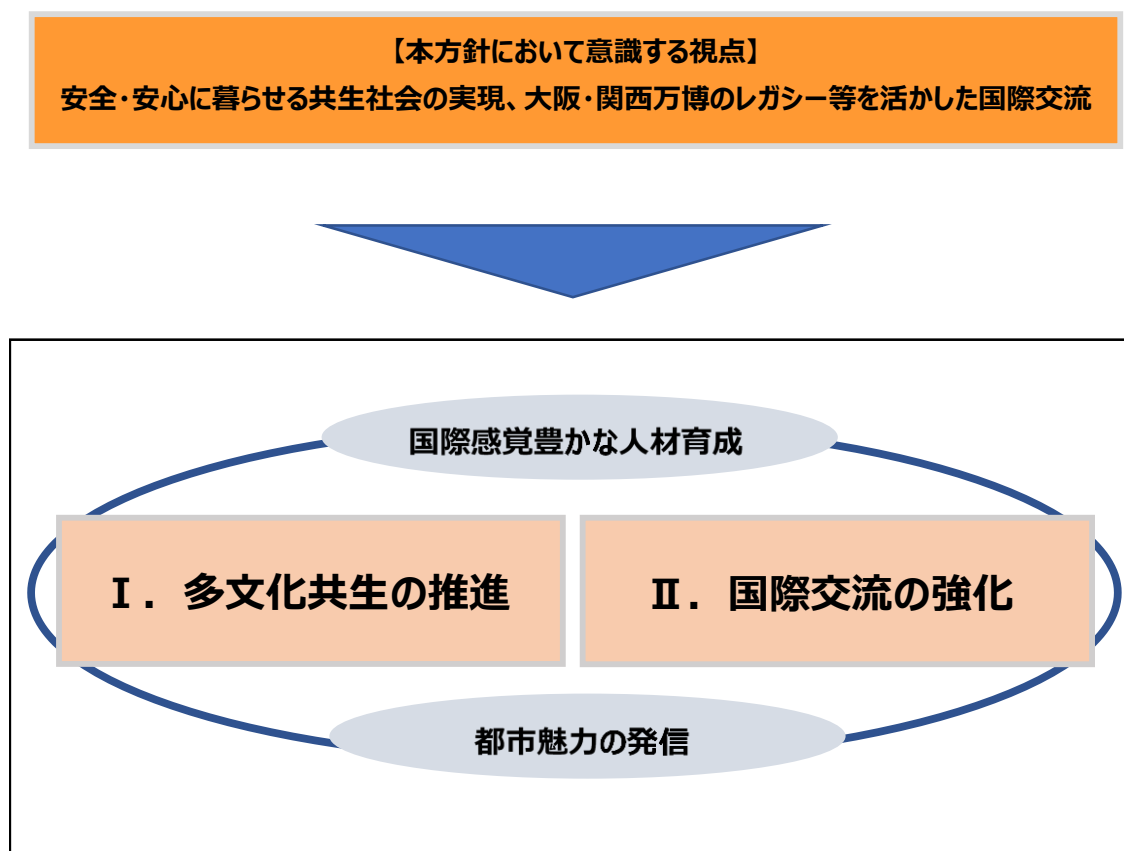 【本方針において意識する視点】
安全・安心に暮らせる共生社会の実現、大阪・関西万博のレガシー等を活かした国際交流
国際感覚豊かな人材育成
Ⅰ．多文化共生の推進
Ⅱ．国際交流の強化
都市魅力の発信